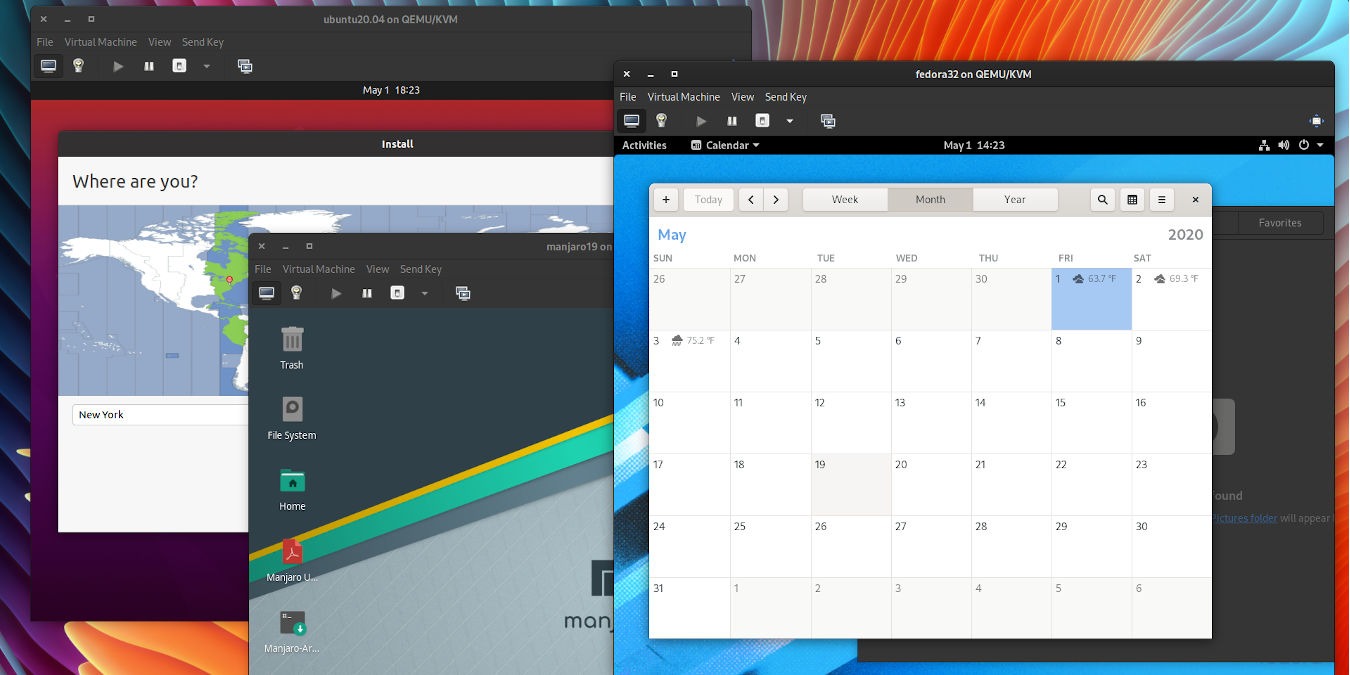 ubuntu20.04 on QEMU/KVM
File Virtual Machine View Send Key
May 1 18:23
Install
Where are you?
New York
manjaro19 on
File Virtual Machine View Send Key
Trash
File System
Home
Manjaro U...
Manjaro-Ar...
manj
fedora32 on QEMU/KVM
File Virtual Machine View Send Key
Activities Calendar May 1 14:23
Today Week Month Year
Favorites
May 2020
SUN MON TUE WED THU FRI SAT
26 27 28 29 30 1 63.7 °F 2 69.3 °F
3 75.2 °F 4 5 6 7 8 9
10 11 12 13 14 15 16
17 18 19 20 21 22 23
24 25 26 27 28 29 30
31 1 2 3 4 5 6
ound
Pictures folder will appear